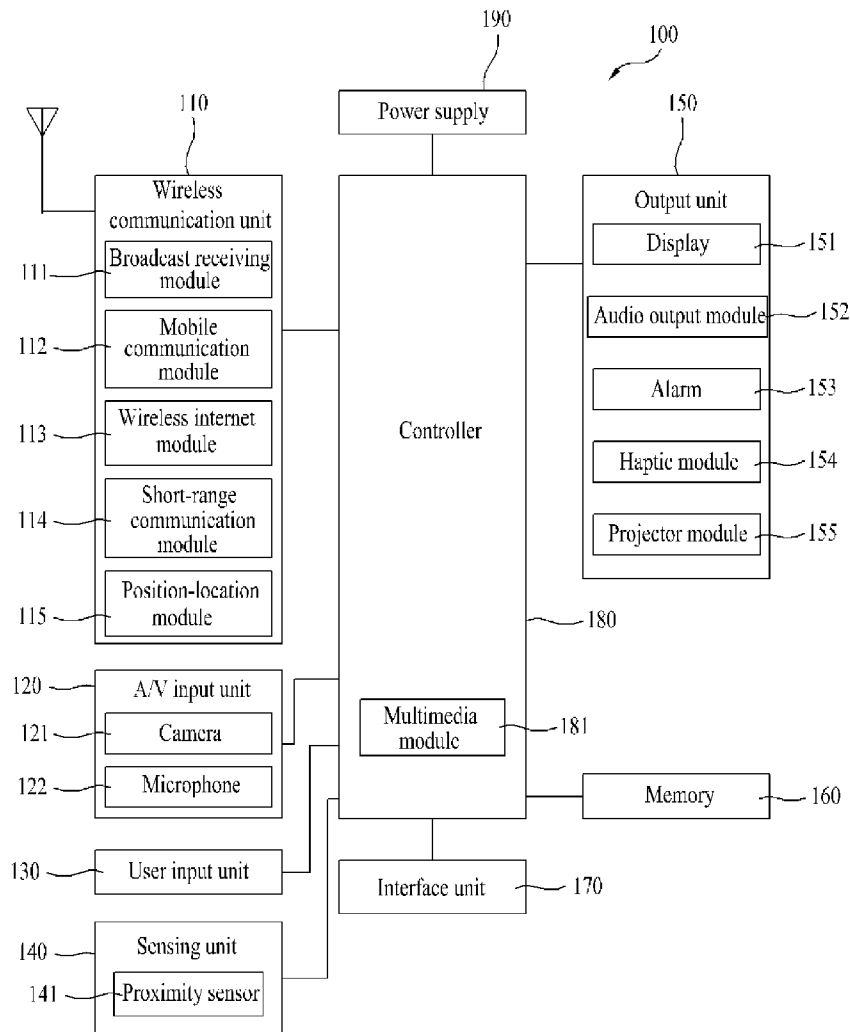 190
100
Power supply
110
150
Wireless
communication unit
111
Broadcast receiving
module
112
Mobile
communication
module
113
Wireless internet
module
114
Short-range
communication
module
115
Position-location
module
Controller
180
Multimedia
module
181
Output unit
Display
151
Audio output module
152
Alarm
153
Haptic module
154
Projector module
155
120
A/V input unit
121
Camera
122
Microphone
130
User input unit
140
Sensing unit
141
Proximity sensor
Memory
160
Interface unit
170